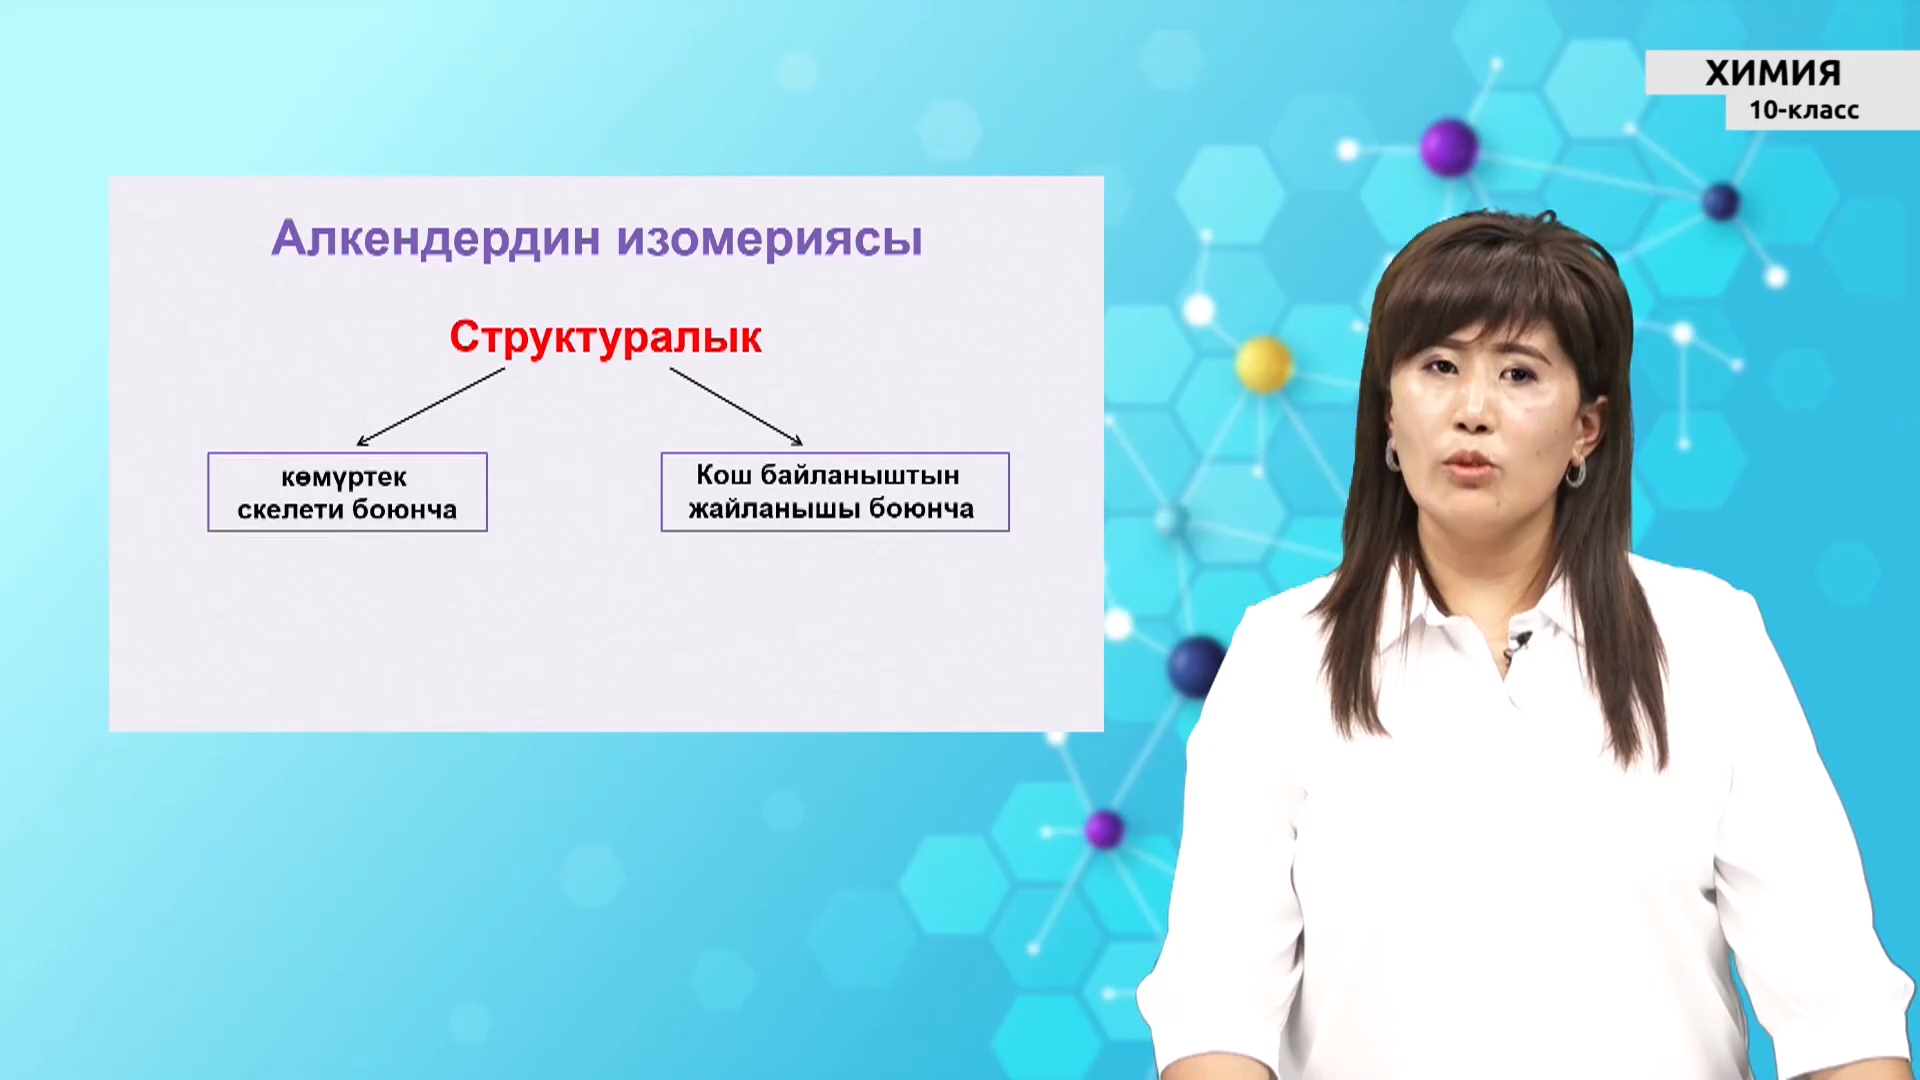 ХИМИЯ
10-класс
Алкендердин изомериясы
Структуралык
көмүртек
скелети боюнча
Кош байланыштын
жайланышы боюнча